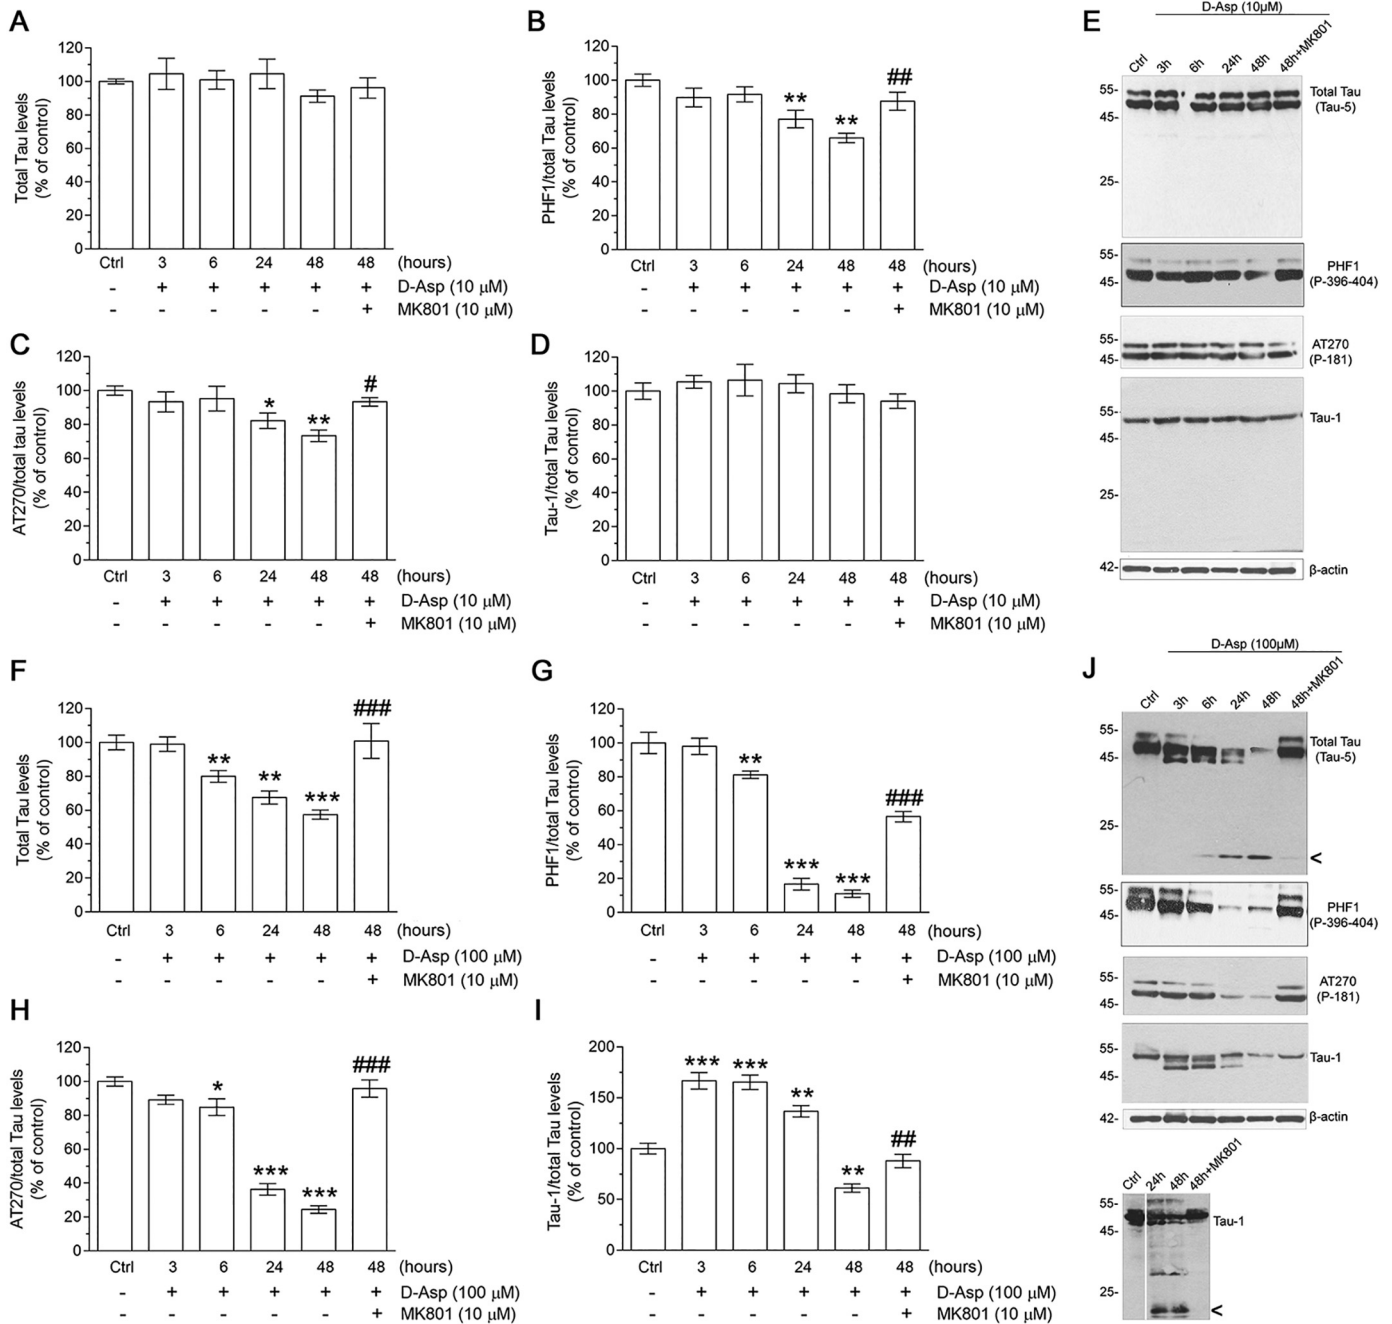 A
Total Tau levels
(% of control)
120
100
80
60
40
20
0
Ctrl 3 6 24 48 48 (hours)
- + + + + + D-Asp (10 µM)
- - - - - + MK801 (10 µM)
B
PHF1/total Tau levels
(% of control)
120
100
80
60
40
20
0
** ** ##
Ctrl 3 6 24 48 48 (hours)
- + + + + + D-Asp (10 µM)
- - - - - + MK801 (10 µM)
C
AT270/total tau levels
(% of control)
120
100
80
60
40
20
0
* ** #
Ctrl 3 6 24 48 48 (hours)
- + + + + + D-Asp (10 µM)
- - - - - + MK801 (10 µM)
D
Tau-1/total Tau levels
(% of control)
120
100
80
60
40
20
0
Ctrl 3 6 24 48 48 (hours)
- + + + + + D-Asp (10 µM)
- - - - - + MK801 (10 µM)
E
D-Asp (10µM)
Ctrl 3h 6h 24h 48h 48h+MK801
55-
45-
25-
Total Tau
(Tau-5)
55-
45-
PHF1
(P-396-404)
55-
45-
AT270
(P-181)
55-
45-
25-
Tau-1
42-
β-actin
F
Total Tau levels
(% of control)
120
100
80
60
40
20
0
** ** *** ###
Ctrl 3 6 24 48 48 (hours)
- + + + + + D-Asp (100 µM)
- - - - - + MK801 (10 µM)
G
PHF1/total Tau levels
(% of control)
120
100
80
60
40
20
0
** *** *** ###
Ctrl 3 6 24 48 48 (hours)
- + + + + + D-Asp (100 µM)
- - - - - + MK801 (10 µM)
H
AT270/total Tau levels
(% of control)
120
100
80
60
40
20
0
* *** *** ###
Ctrl 3 6 24 48 48 (hours)
- + + + + + D-Asp (100 µM)
- - - - - + MK801 (10 µM)
I
Tau-1/total Tau levels
(% of control)
200
150
100
50
0
*** *** ** ** ##
Ctrl 3 6 24 48 48 (hours)
- + + + + + D-Asp (100 µM)
- - - - - + MK801 (10 µM)
J
D-Asp (100µM)
Ctrl 3h 6h 24h 48h 48h+MK801
55-
45-
25-
Total Tau
(Tau-5)
<
55-
45-
PHF1
(P-396-404)
55-
45-
AT270
(P-181)
55-
45-
Tau-1
42-
β-actin
Ctrl 24h 48h 48h+MK801
55-
45-
25-
Tau-1
<